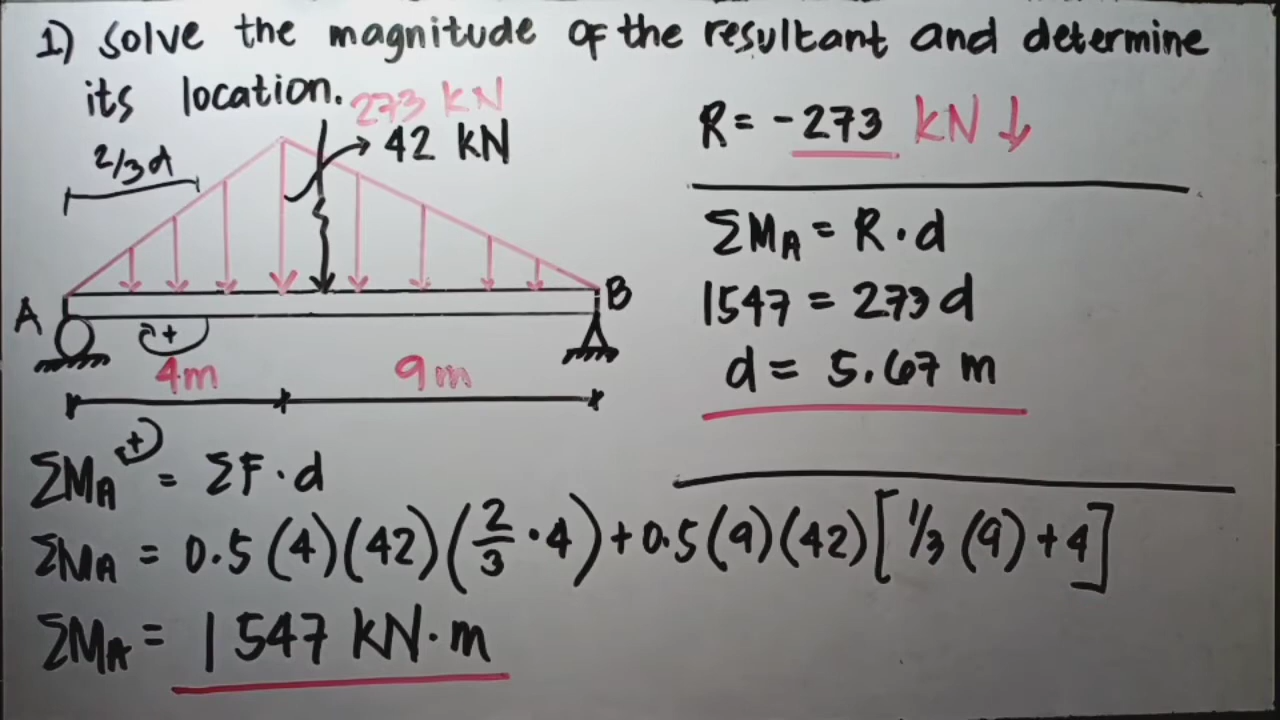 1) solve the magnitude of the resultant and determine
its location.
273 kN
42 kN
2/3d
A
B
+
4m
9m
ΣMA + = ΣF·d
ΣMA = 0.5 (4)(42)(2/3 · 4) + 0.5(9)(42)[1/3 (9) + 4]
ΣMA = 1547 kN·m
R = -273 kN ↓
ΣMA = R·d
1547 = 273d
d = 5.67 m